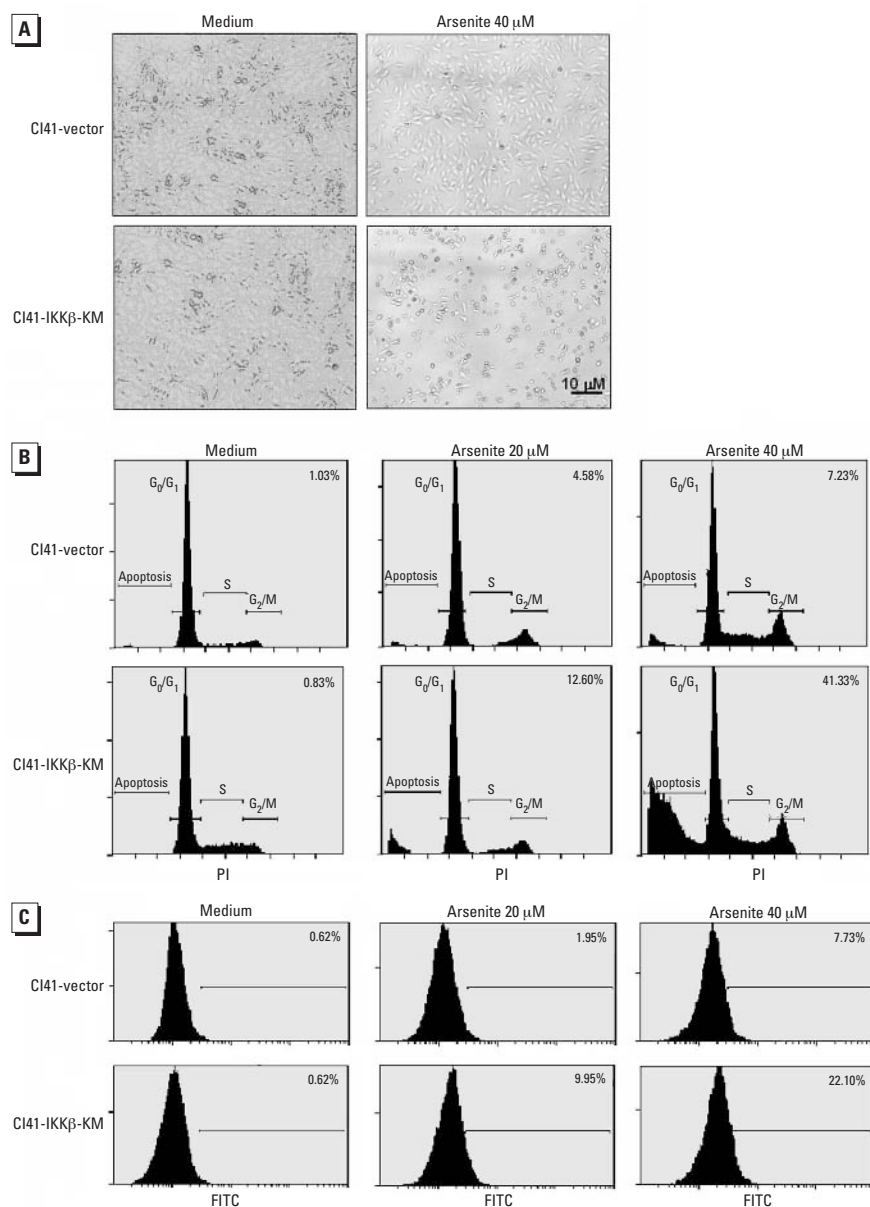 A
Medium
Arsenite 40 μM
Cl41-vector
Cl41-IKKβ-KM
10 μM
B
Medium
Arsenite 20 μM
Arsenite 40 μM
Cl41-vector
G0/G1
1.03%
Apoptosis
S
G2/M
G0/G1
4.58%
Apoptosis
S
G2/M
G0/G1
7.23%
Apoptosis
S
G2/M
Cl41-IKKβ-KM
G0/G1
0.83%
Apoptosis
S
G2/M
G0/G1
12.60%
Apoptosis
S
G2/M
G0/G1
41.33%
Apoptosis
S
G2/M
PI
PI
PI
C
Medium
Arsenite 20 μM
Arsenite 40 μM
Cl41-vector
0.62%
1.95%
7.73%
Cl41-IKKβ-KM
0.62%
9.95%
22.10%
FITC
FITC
FITC